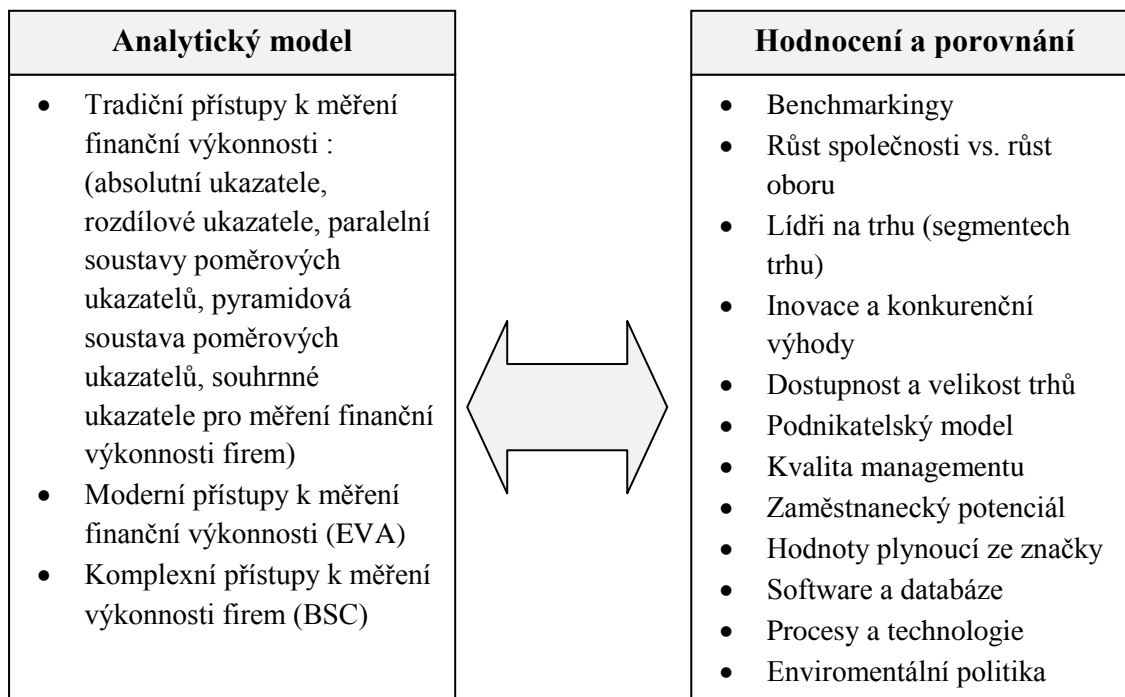 Analytický model
• Tradiční přístupy k měření
finanční výkonnosti :
(absolutní ukazatele,
rozdílové ukazatele, paralelní
soustavy poměrových
ukazatelů, pyramidová
soustava poměrových
ukazatelů, souhrnné
ukazatele pro měření finanční
výkonnosti firem)
• Moderní přístupy k měření
finanční výkonnosti (EVA)
• Komplexní přístupy k měření
výkonnosti firem (BSC)
Hodnocení a porovnání
• Benchmarkingy
• Růst společnosti vs. růst
oboru
• Lídři na trhu (segmentech
trhu)
• Inovace a konkurenční
výhody
• Dostupnost a velikost trhů
• Podnikatelský model
• Kvalita managementu
• Zaměstnanecký potenciál
• Hodnoty plynoucí ze značky
• Software a databáze
• Procesy a technologie
• Enviromentální politika